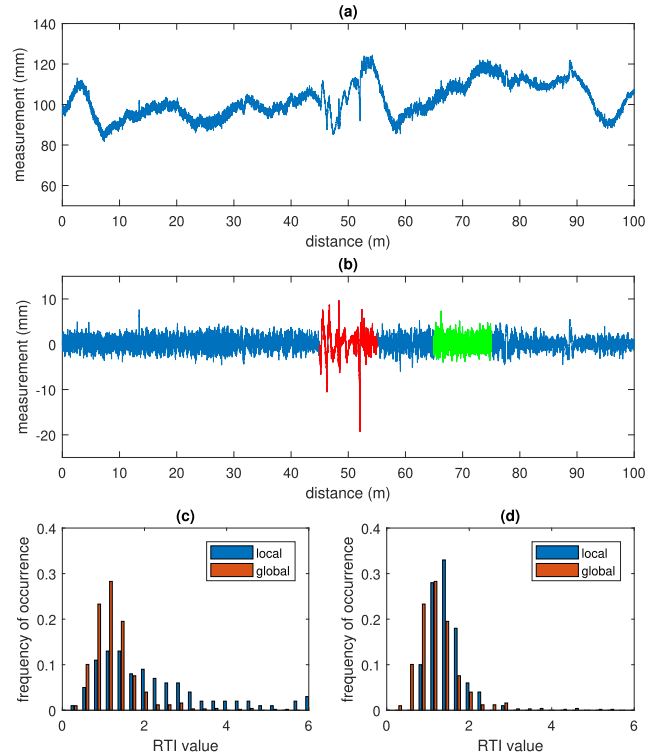 (a)
140
120
100
80
60
measurement (mm)
0 10 20 30 40 50 60 70 80 90 100
distance (m)
(b)
10
0
-10
-20
measurement (mm)
0 10 20 30 40 50 60 70 80 90 100
distance (m)
(c)
0.4
0.3
0.2
0.1
0
frequency of occurrence
local
global
0 2 4 6
RTI value
(d)
0.4
0.3
0.2
0.1
0
frequency of occurrence
local
global
0 2 4 6
RTI value